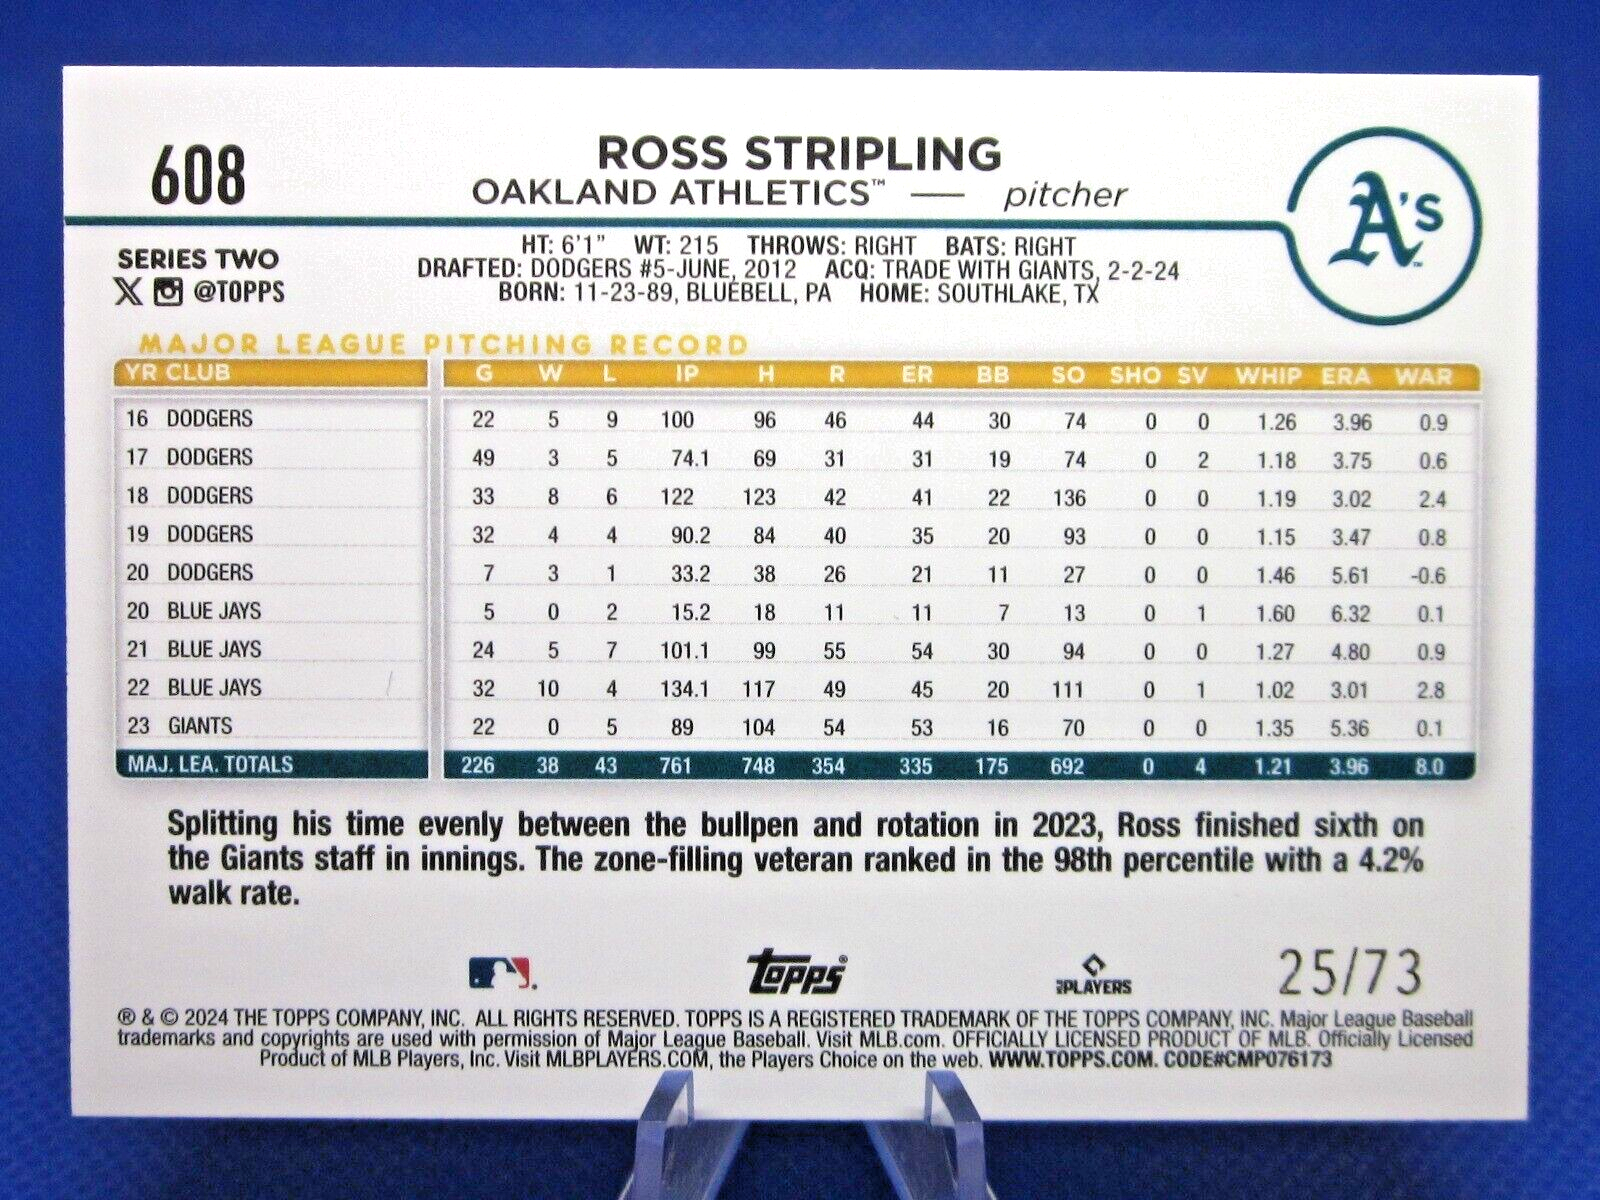 608
ROSS STRIPLING
OAKLAND ATHLETICS™ — pitcher
A's
SERIES TWO
@TOPPS
HT: 6'1" WT: 215 THROWS: RIGHT BATS: RIGHT
DRAFTED: DODGERS #5-JUNE, 2012 ACQ: TRADE WITH GIANTS, 2-2-24
BORN: 11-23-89, BLUEBELL, PA HOME: SOUTHLAKE, TX
MAJOR LEAGUE PITCHING RECORD
YR CLUB G W L IP H R ER BB SO SHO SV WHIP ERA WAR
16 DODGERS 22 5 9 100 96 46 44 30 74 0 0 1.26 3.96 0.9
17 DODGERS 49 3 5 74.1 69 31 31 19 74 0 2 1.18 3.75 0.6
18 DODGERS 33 8 6 122 123 42 41 22 136 0 0 1.19 3.02 2.4
19 DODGERS 32 4 4 90.2 84 40 35 20 93 0 0 1.15 3.47 0.8
20 DODGERS 7 3 1 33.2 38 26 21 11 27 0 0 1.46 5.61 -0.6
20 BLUE JAYS 5 0 2 15.2 18 11 11 7 13 0 1 1.60 6.32 0.1
21 BLUE JAYS 24 5 7 101.1 99 55 54 30 94 0 0 1.27 4.80 0.9
22 BLUE JAYS 32 10 4 134.1 117 49 45 20 111 0 1 1.02 3.01 2.8
23 GIANTS 22 0 5 89 104 54 53 16 70 0 0 1.35 5.36 0.1
MAJ. LEA. TOTALS 226 38 43 761 748 354 335 175 692 0 4 1.21 3.96 8.0
Splitting his time evenly between the bullpen and rotation in 2023, Ross finished sixth on
the Giants staff in innings. The zone-filling veteran ranked in the 98th percentile with a 4.2%
walk rate.
Topps® MLBPLAYERS 25/73
® & © 2024 THE TOPPS COMPANY, INC. ALL RIGHTS RESERVED. TOPPS IS A REGISTERED TRADEMARK OF THE TOPPS COMPANY, INC. Major League Baseball
trademarks and copyrights are used with permission of Major League Baseball. Visit MLB.com. OFFICIALLY LICENSED PRODUCT OF MLB. Officially Licensed
Product of MLB Players, Inc. Visit MLBPLAYERS.COM, the Players Choice on the web. WWW.TOPPS.COM. CODE#CMP076173